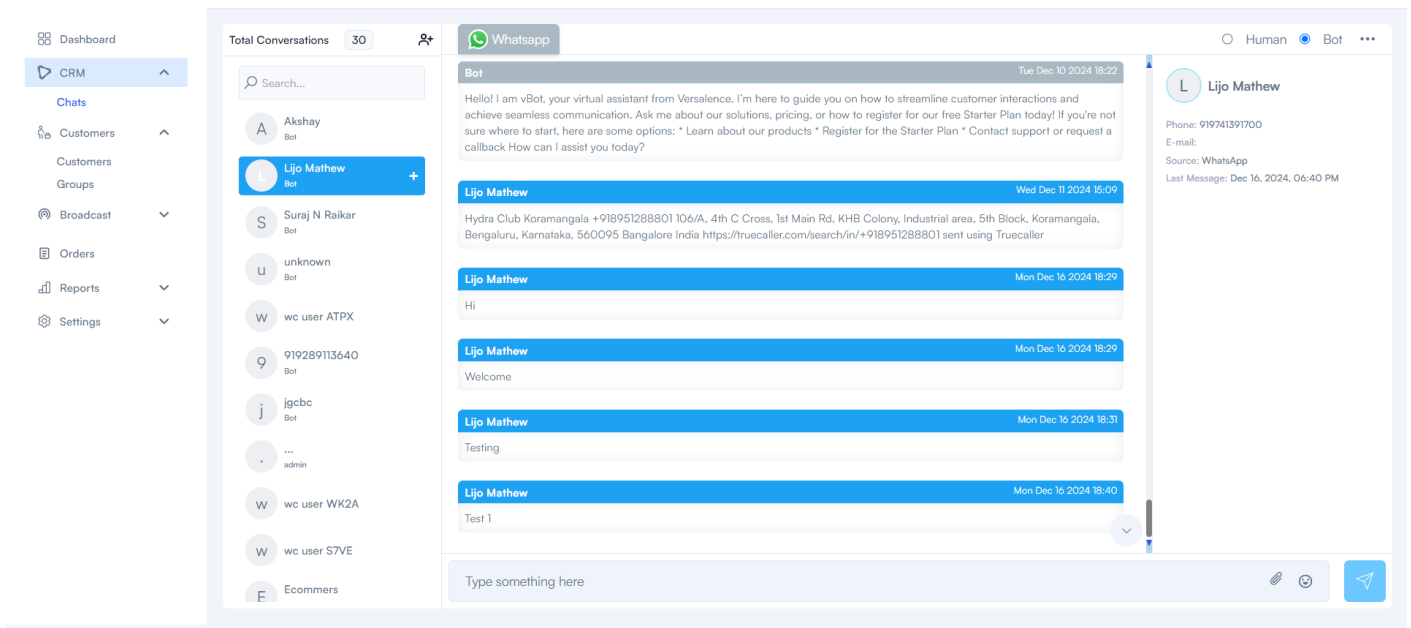 Dashboard
CRM
Chats
Customers
Customers
Groups
Broadcast
Orders
Reports
Settings
Total Conversations 30
Search...
A Akshay
Bot
L Lijo Mathew +
Bot
S Suraj N Raikar
Bot
u unknown
Bot
w wc user ATPX
9 919289113640
Bot
j jgcbc
Bot
. ...
admin
w wc user WK2A
w wc user S7VE
E Ecommers
Whatsapp
Human Bot
Bot Tue Dec 10 2024 18:22
Hello! I am vBot, your virtual assistant from Versalence. I'm here to guide you on how to streamline customer interactions and
achieve seamless communication. Ask me about our solutions, pricing, or how to register for our free Starter Plan today! If you're not
sure where to start, here are some options: * Learn about our products * Register for the Starter Plan * Contact support or request a
callback How can I assist you today?
Lijo Mathew Wed Dec 11 2024 15:09
Hydra Club Koramangala +918951288801 106/A, 4th C Cross, 1st Main Rd, KHB Colony, Industrial area, 5th Block, Koramangala,
Bengaluru, Karnataka, 560095 Bangalore India https://truecaller.com/search/in/+918951288801 sent using Truecaller
Lijo Mathew Mon Dec 16 2024 18:29
Hi
Lijo Mathew Mon Dec 16 2024 18:29
Welcome
Lijo Mathew Mon Dec 16 2024 18:31
Testing
Lijo Mathew Mon Dec 16 2024 18:40
Test 1
Type something here
L Lijo Mathew
Phone: 919741391700
E-mail:
Source: WhatsApp
Last Message: Dec 16, 2024, 06:40 PM